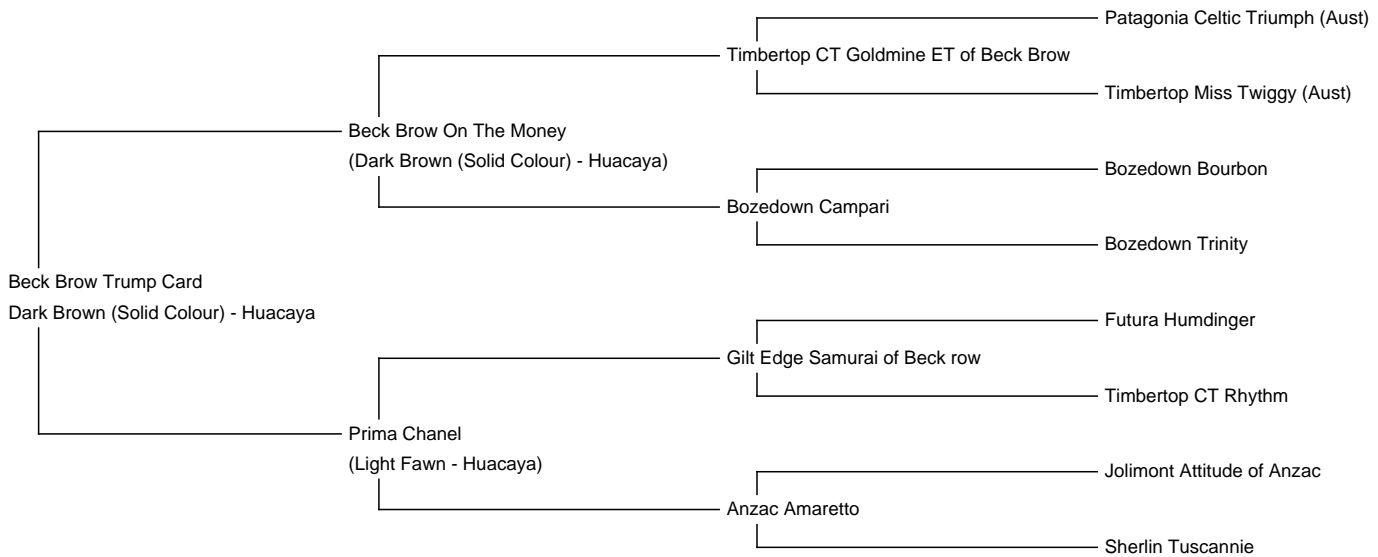 Patagonia Celtic Triumph (Aust)
Timbertop CT Goldmine ET of Beck Brow
Timbertop Miss Twiggy (Aust)
Beck Brow On The Money
(Dark Brown (Solid Colour) - Huacaya)
Bozedown Bourbon
Bozedown Campari
Bozedown Trinity
Beck Brow Trump Card
Dark Brown (Solid Colour) - Huacaya
Futura Humdinger
Gilt Edge Samurai of Beck row
Timbertop CT Rhythm
Prima Chanel
(Light Fawn - Huacaya)
Jolimont Attitude of Anzac
Anzac Amaretto
Sherlin Tuscannie